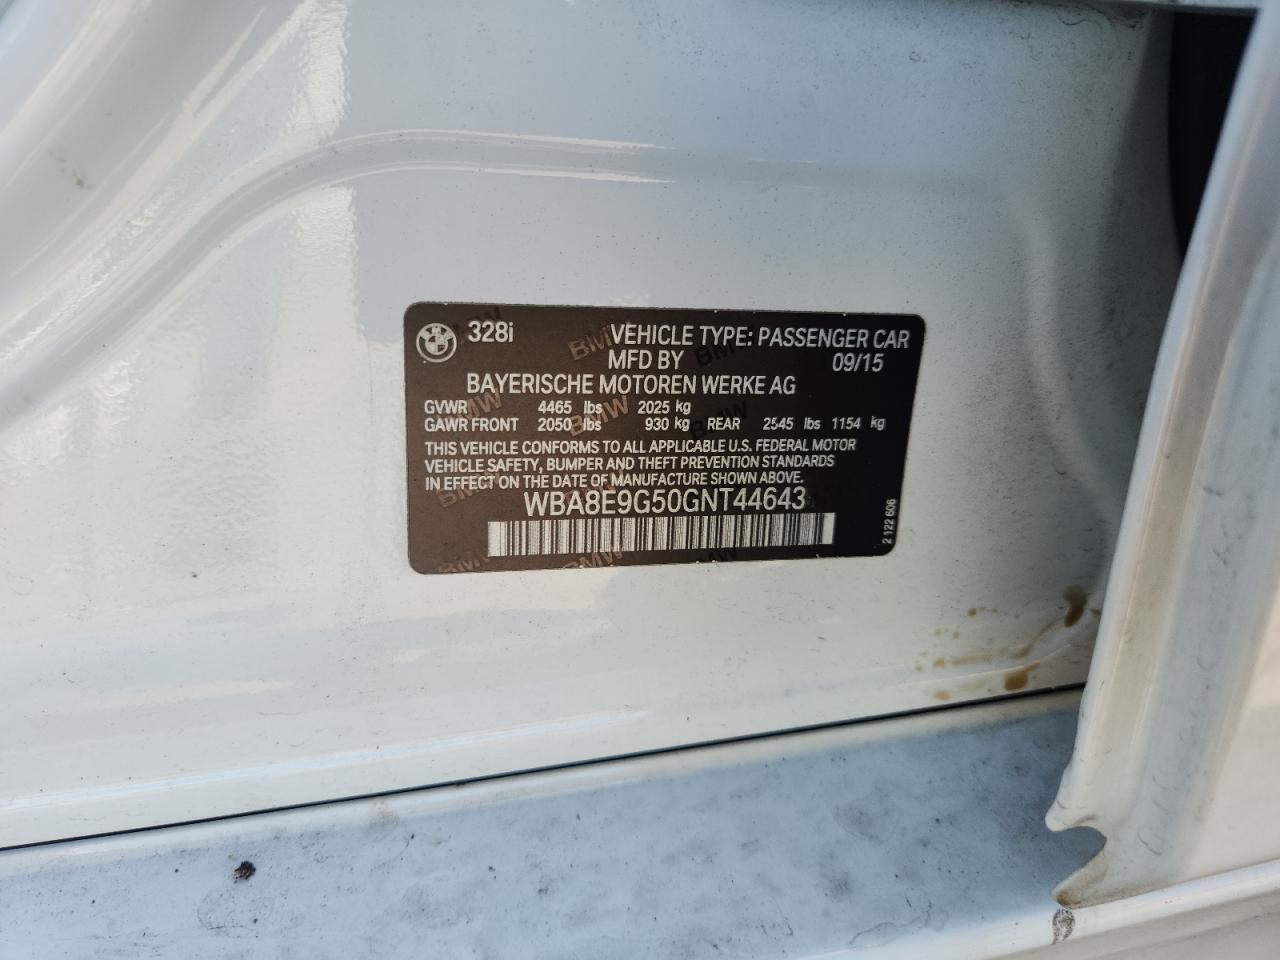 328i VEHICLE TYPE: PASSENGER CAR
MFD BY 09/15
BAYERISCHE MOTOREN WERKE AG
GVWR 4465 lbs 2025 kg
GAWR FRONT 2050 lbs 930 kg REAR 2545 lbs 1154 kg
THIS VEHICLE CONFORMS TO ALL APPLICABLE U.S. FEDERAL MOTOR
VEHICLE SAFETY, BUMPER AND THEFT PREVENTION STANDARDS
IN EFFECT ON THE DATE OF MANUFACTURE SHOWN ABOVE.
WBA8E9G50GNT44643
2 122 606